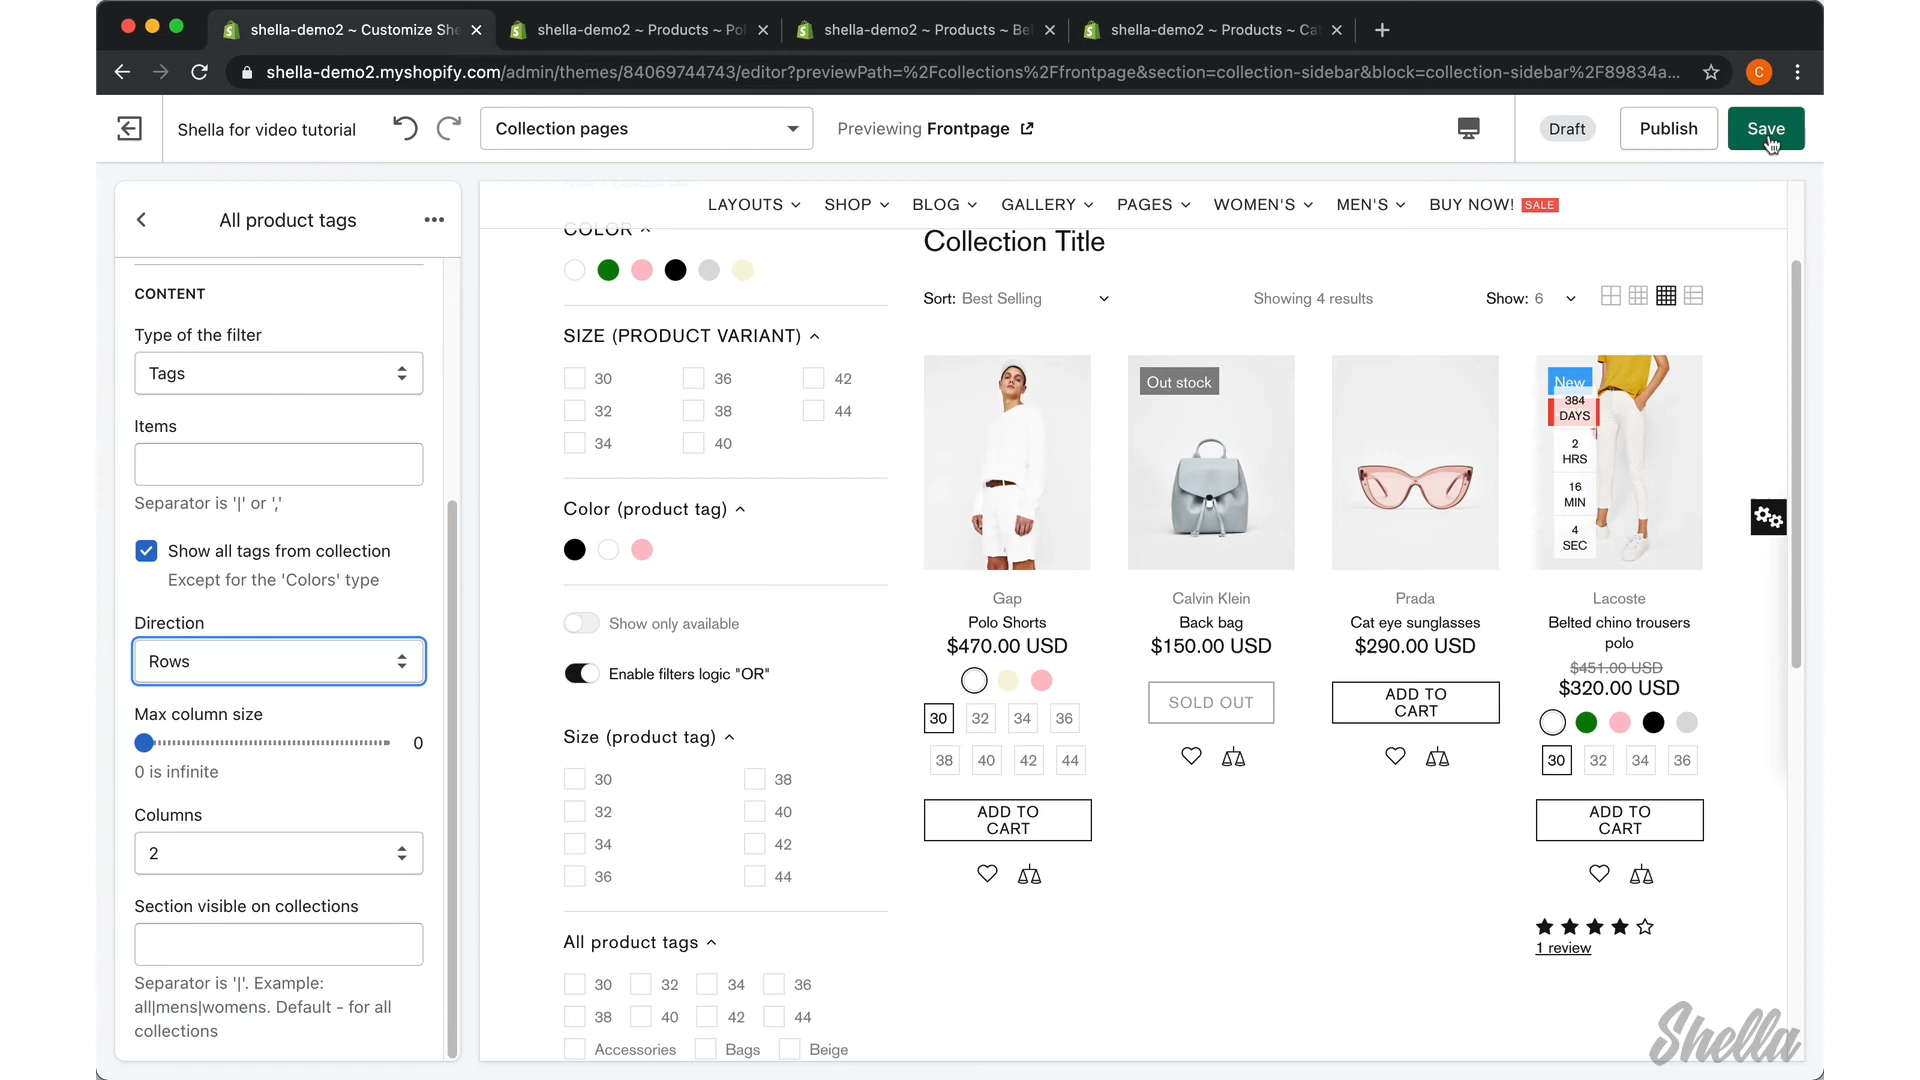 shella-demo2 ~ Customize She
shella-demo2 ~ Products ~ Pol
shella-demo2 ~ Products ~ Bel
shella-demo2 ~ Products ~ Cat
shella-demo2.myshopify.com/admin/themes/84069744743/editor?previewPath=%2Fcollections%2Ffrontpage&section=collection-sidebar&block=collection-sidebar%2F89834a...
C
Shella for video tutorial
Collection pages
Previewing Frontpage
Draft
Publish
Save
All product tags
CONTENT
Type of the filter
Tags
Items
Separator is '|' or ','
Show all tags from collection
Except for the 'Colors' type
Direction
Rows
Max column size
0
0 is infinite
Columns
2
Section visible on collections
Separator is '|'. Example:
all|mens|womens. Default - for all
collections
LAYOUTS SHOP BLOG GALLERY PAGES WOMEN'S MEN'S BUY NOW! SALE
COLOR
SIZE (PRODUCT VARIANT)
30 36 42
32 38 44
34 40
Color (product tag)
Show only available
Enable filters logic "OR"
Size (product tag)
30 38
32 40
34 42
36 44
All product tags
30 32 34 36
38 40 42 44
Accessories Bags Beige
Collection Title
Sort: Best Selling
Showing 4 results
Show: 6
Gap
Polo Shorts
$470.00 USD
30 32 34 36
38 40 42 44
ADD TO
CART
Out stock
Calvin Klein
Back bag
$150.00 USD
SOLD OUT
Prada
Cat eye sunglasses
$290.00 USD
ADD TO
CART
New
384
DAYS
2
HRS
16
MIN
4
SEC
Lacoste
Belted chino trousers
polo
$451.00 USD
$320.00 USD
30 32 34 36
ADD TO
CART
1 review
Shella